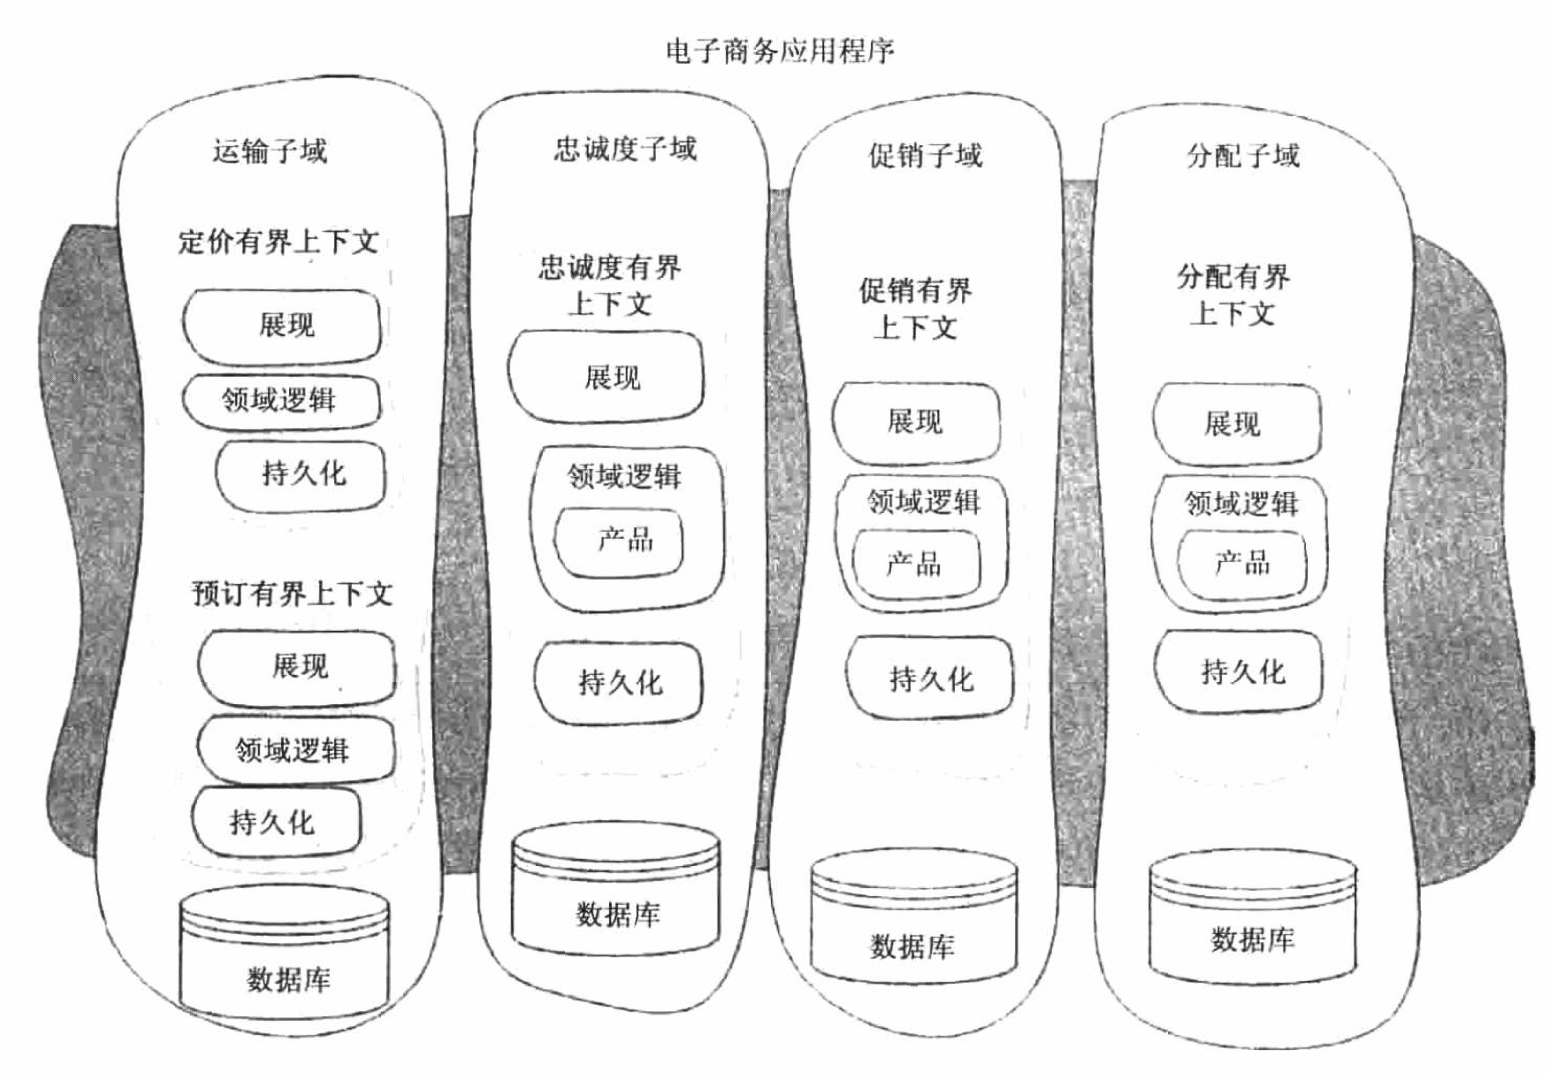 电子商务应用程序
运输子域
定价有界上下文
展现
领域逻辑
持久化
预订有界上下文
展现
领域逻辑
持久化
数据库
忠诚度子域
忠诚度有界
上下文
展现
领域逻辑
产品
持久化
数据库
促销子域
促销有界
上下文
展现
领域逻辑
产品
持久化
数据库
分配子域
分配有界
上下文
展现
领域逻辑
产品
持久化
数据库